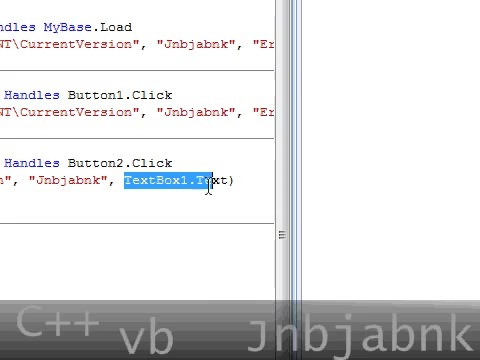 ndles MyBase.Load
NT\CurrentVersion", "Jnbjabnk", "Er
Handles Button1.Click
NT\CurrentVersion", "Jnbjabnk", "Er
Handles Button2.Click
n", "Jnbjabnk", TextBox1.Text)
C++ vb Jnbjabnk